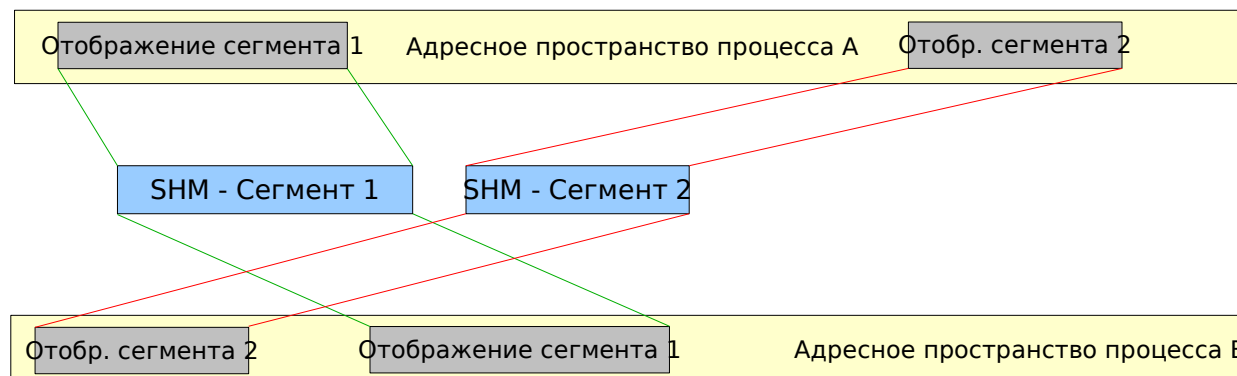 Отображение сегмента 1 Адресное пространство процесса А Отобр. сегмента 2
SHM - Сегмент 1 SHM - Сегмент 2
Отобр. сегмента 2 Отображение сегмента 1 Адресное пространство процесса